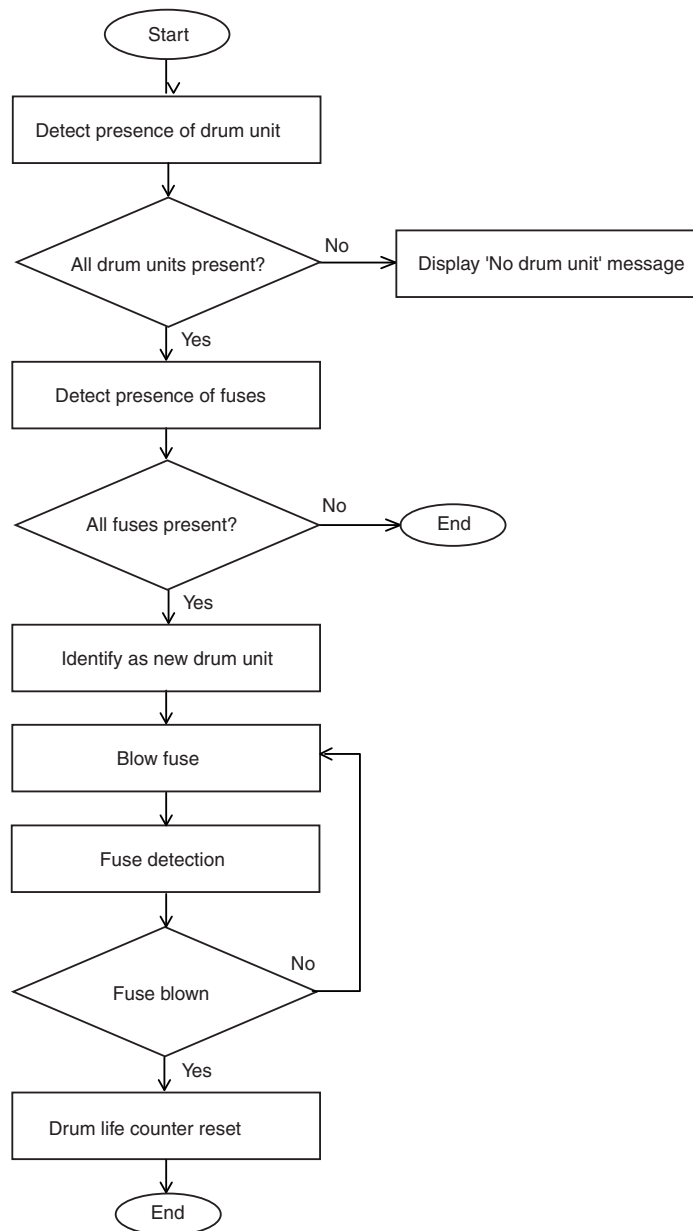 Start
Detect presence of drum unit
All drum units present?
No
Display 'No drum unit' message
Yes
Detect presence of fuses
All fuses present?
No
End
Yes
Identify as new drum unit
Blow fuse
Fuse detection
Fuse blown
No
Yes
Drum life counter reset
End